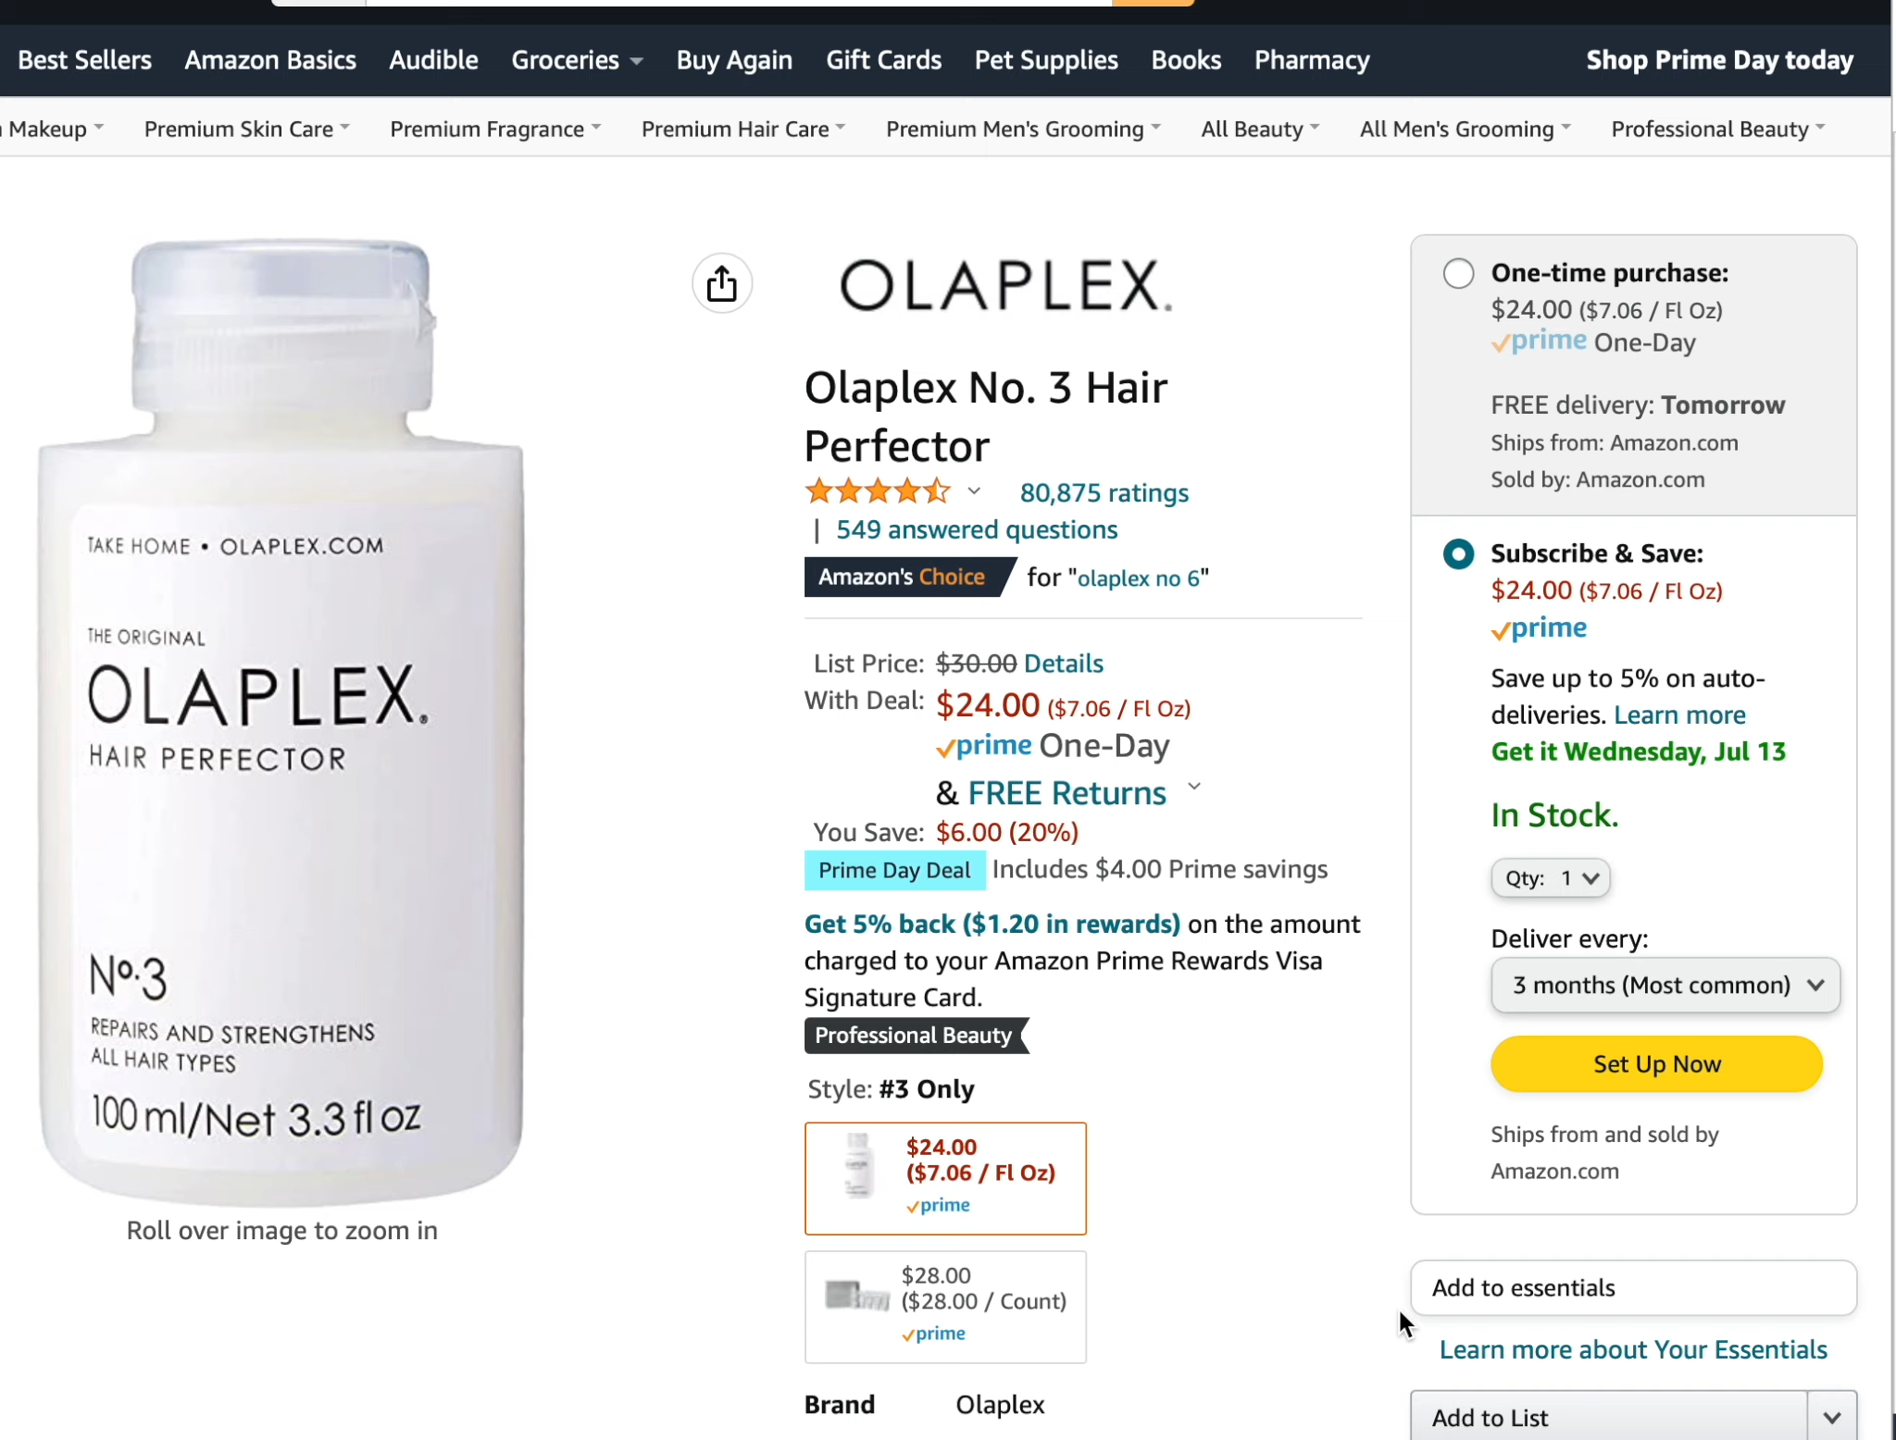 Best Sellers Amazon Basics Audible Groceries Buy Again Gift Cards Pet Supplies Books Pharmacy Shop Prime Day today
Makeup Premium Skin Care Premium Fragrance Premium Hair Care Premium Men's Grooming All Beauty All Men's Grooming Professional Beauty
TAKE HOME • OLAPLEX.COM
THE ORIGINAL
OLAPLEX®
HAIR PERFECTOR
Nº.3
REPAIRS AND STRENGTHENS
ALL HAIR TYPES
100 ml/Net 3.3 fl oz
Roll over image to zoom in
OLAPLEX.
Olaplex No. 3 Hair
Perfector
80,875 ratings
| 549 answered questions
Amazon's Choice for "olaplex no 6"
List Price: $30.00 Details
With Deal: $24.00 ($7.06 / Fl Oz)
prime One-Day
& FREE Returns
You Save: $6.00 (20%)
Prime Day Deal Includes $4.00 Prime savings
Get 5% back ($1.20 in rewards) on the amount
charged to your Amazon Prime Rewards Visa
Signature Card.
Professional Beauty
Style: #3 Only
$24.00
($7.06 / Fl Oz)
prime
$28.00
($28.00 / Count)
prime
Brand Olaplex
One-time purchase:
$24.00 ($7.06 / Fl Oz)
prime One-Day
FREE delivery: Tomorrow
Ships from: Amazon.com
Sold by: Amazon.com
Subscribe & Save:
$24.00 ($7.06 / Fl Oz)
prime
Save up to 5% on auto-
deliveries. Learn more
Get it Wednesday, Jul 13
In Stock.
Qty: 1
Deliver every:
3 months (Most common)
Set Up Now
Ships from and sold by
Amazon.com
Add to essentials
Learn more about Your Essentials
Add to List